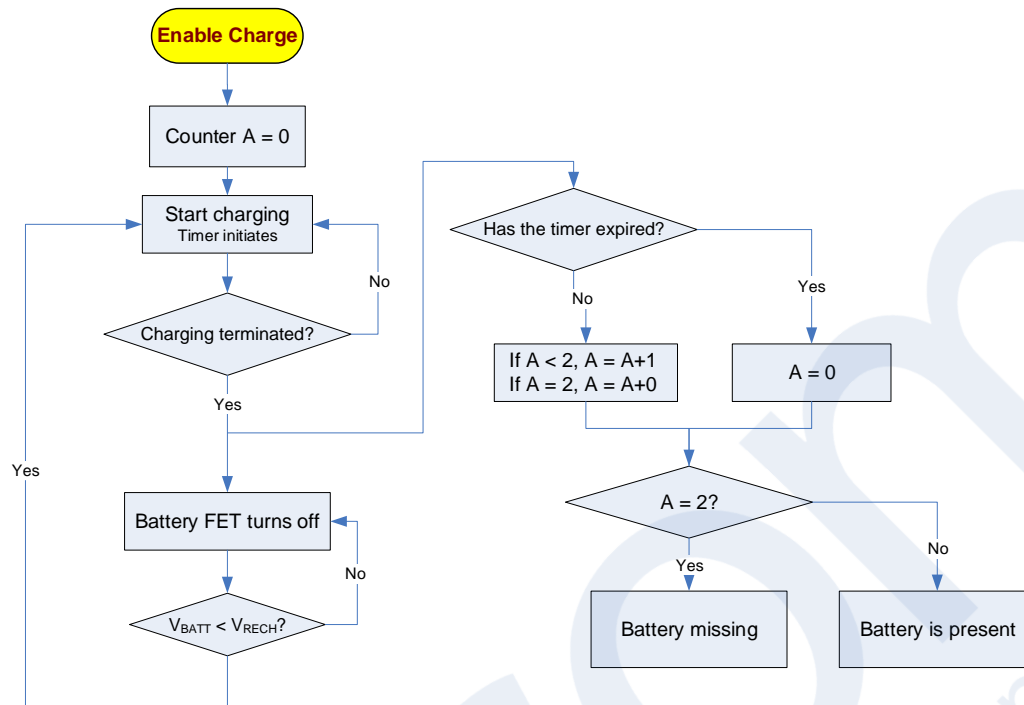 Enable Charge
Counter A = 0
Start charging
Timer initiates
No
Charging terminated?
Yes
Yes
Battery FET turns off
No
VBATT < VRECH?
Has the timer expired?
No
Yes
If A < 2, A = A+1
If A = 2, A = A+0
A = 0
A = 2?
Yes
No
Battery missing
Battery is present